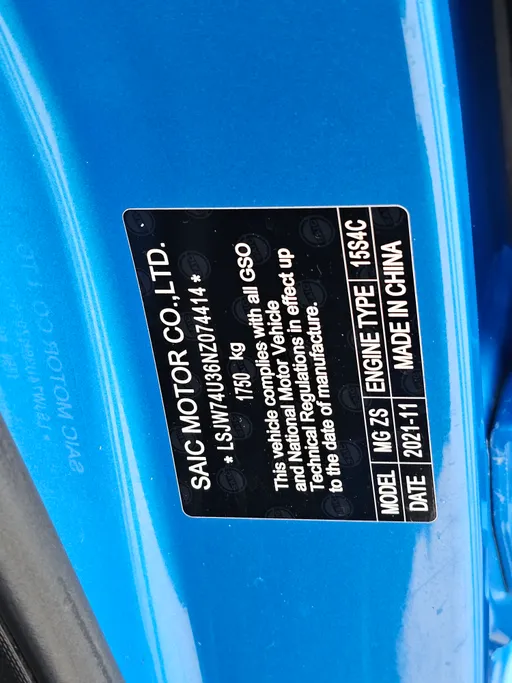 SAIC MOTOR CO.,LTD.
* LSJW74U36NZ074414 *
1750 kg
This vehicle complies with all GSO
and National Motor Vehicle
Technical Regulations in effect up
to the date of manufacture.
MODEL MG ZS ENGINE TYPE 15S4C
DATE 2021-11 MADE IN CHINA